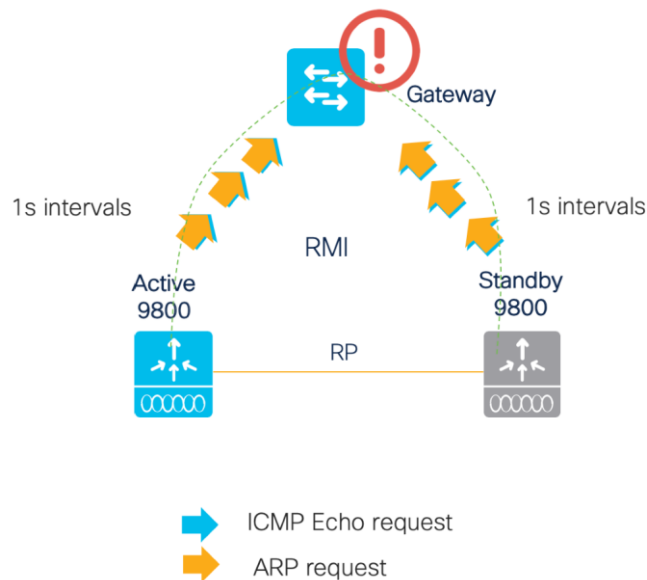 Gateway
1s intervals
1s intervals
RMI
Active
9800
Standby
9800
RP
ICMP Echo request
ARP request